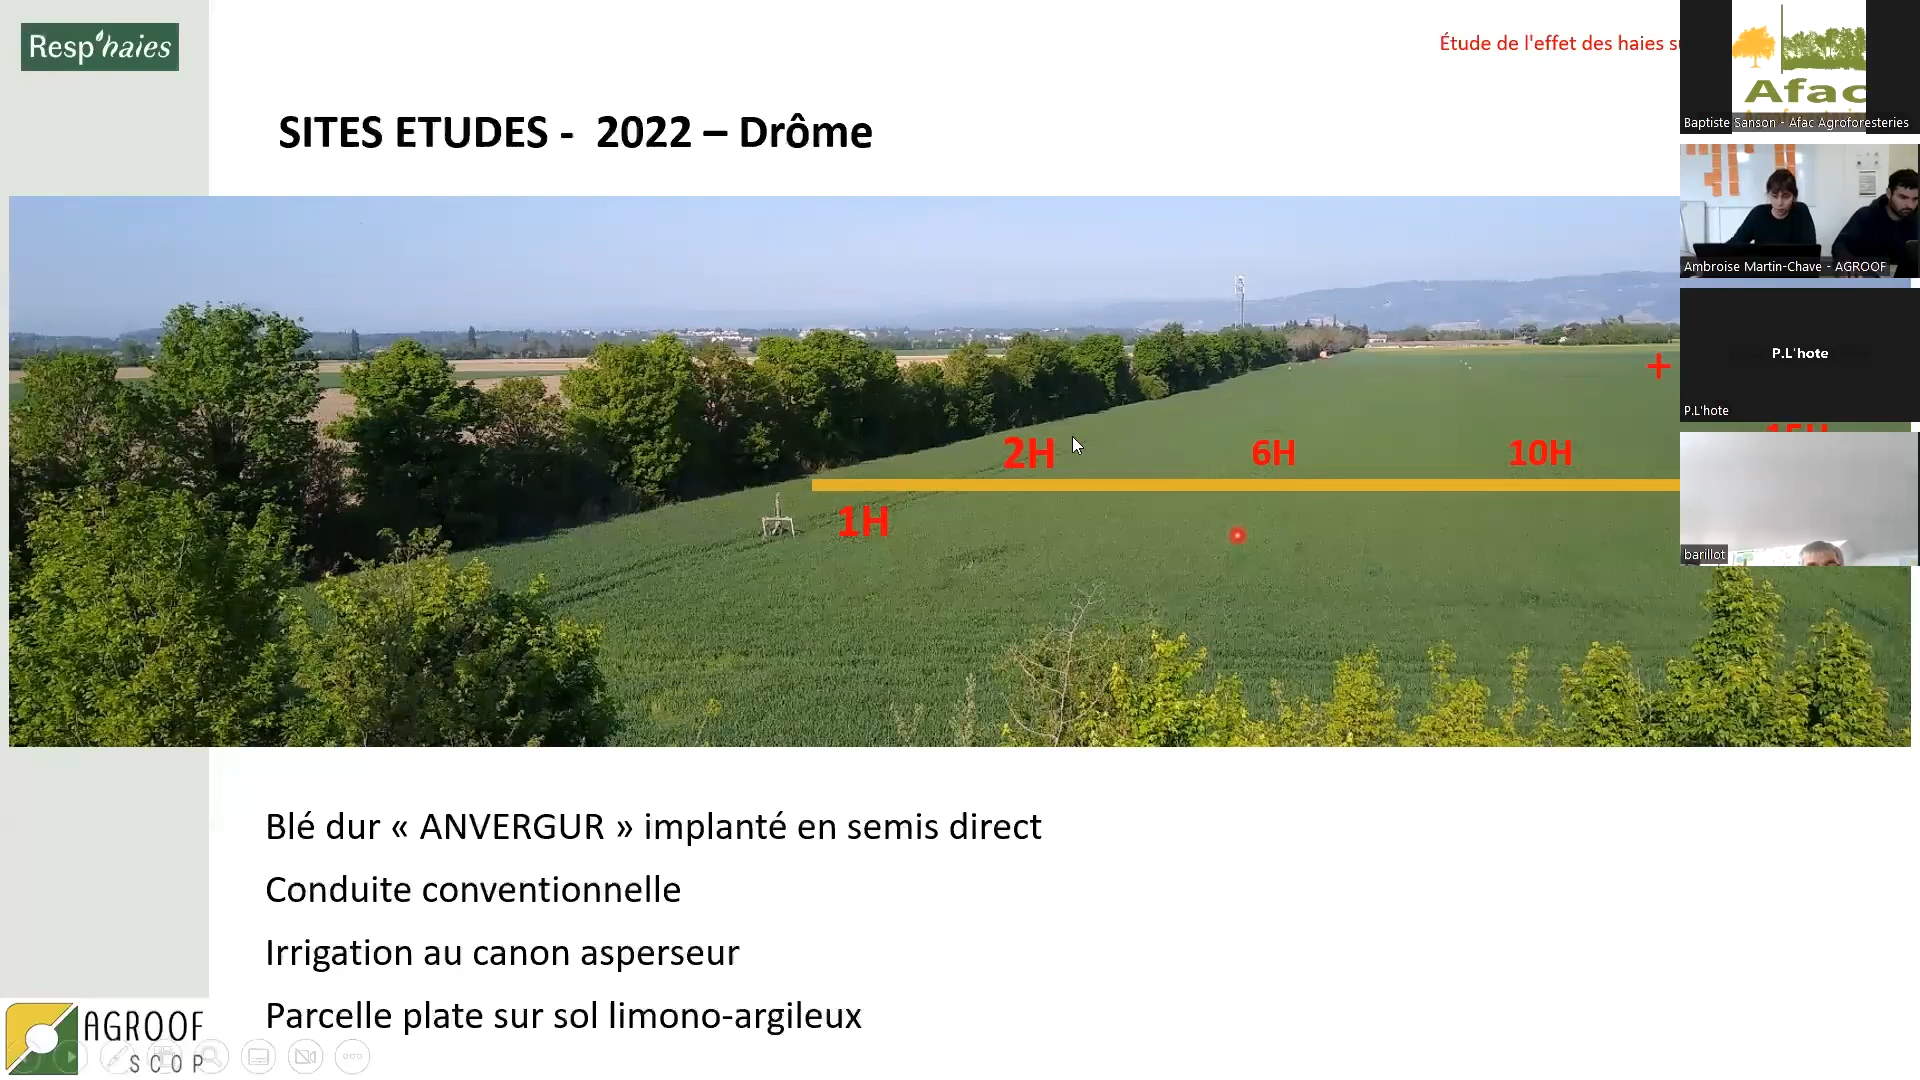 Resp'haies
Étude de l'effet des haies
SITES ETUDES - 2022 – Drôme
Afac
Baptiste Sanson - Afac Agroforesteries
Ambroise Martin-Chave - AGROOF
P.L'hote
P.L'hote
+
15H
2H
6H
10H
1H
barillot
Blé dur « ANVERGUR » implanté en semis direct
Conduite conventionnelle
Irrigation au canon asperseur
Parcelle plate sur sol limono-argileux
AGROOF
SCOP